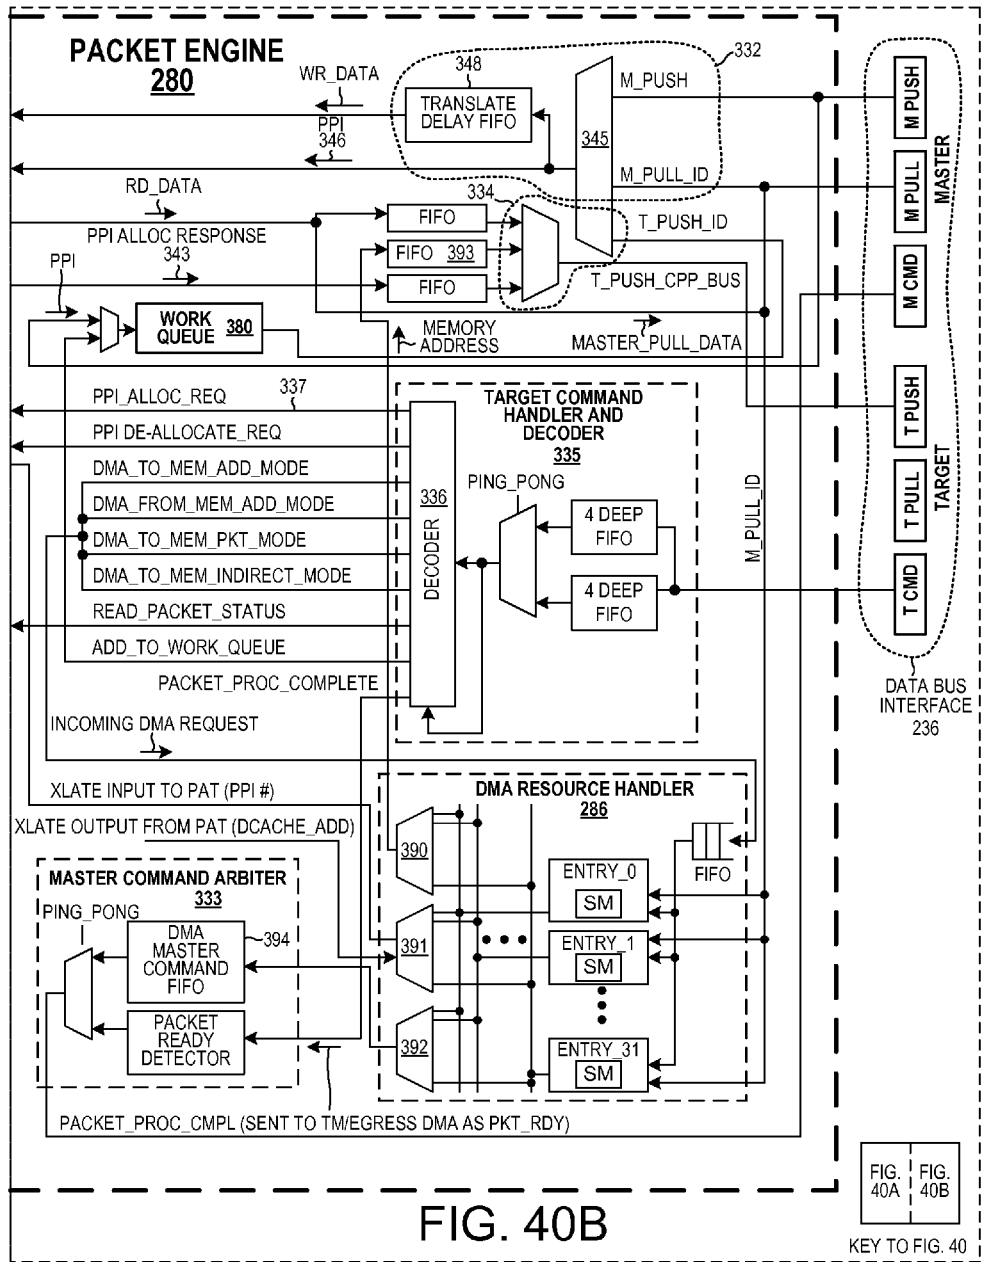 PACKET ENGINE
280
348
332
WR_DATA
M_PUSH
TRANSLATE
DELAY FIFO
PPI
346
345
M_PULL_ID
RD_DATA
334
FIFO
T_PUSH_ID
PPI ALLOC RESPONSE
343
FIFO 393
PPI
FIFO
T_PUSH_CPP_BUS
WORK
QUEUE 380
MEMORY
ADDRESS
MASTER_PULL_DATA
M PUSH
M PULL
M CMD
MASTER
T PUSH
T PULL
T CMD
TARGET
DATA BUS
INTERFACE
236
PPI_ALLOC_REQ
337
PPI DE-ALLOCATE_REQ
DMA_TO_MEM_ADD_MODE
DMA_FROM_MEM_ADD_MODE
DMA_TO_MEM_PKT_MODE
DMA_TO_MEM_INDIRECT_MODE
READ_PACKET_STATUS
ADD_TO_WORK_QUEUE
PACKET_PROC_COMPLETE
TARGET COMMAND
HANDLER AND
DECODER
335
336
DECODER
PING_PONG
4 DEEP
FIFO
4 DEEP
FIFO
M_PULL_ID
INCOMING DMA REQUEST
XLATE INPUT TO PAT (PPI #)
XLATE OUTPUT FROM PAT (DCACHE_ADD)
DMA RESOURCE HANDLER
286
390
FIFO
ENTRY_0
SM
391
ENTRY_1
SM
392
ENTRY_31
SM
MASTER COMMAND ARBITER
333
PING_PONG
DMA
MASTER
COMMAND
FIFO
394
PACKET
READY
DETECTOR
PACKET_PROC_CMPL (SENT TO TM/EGRESS DMA AS PKT_RDY)
FIG. 40B
FIG.
40A
FIG.
40B
KEY TO FIG. 40